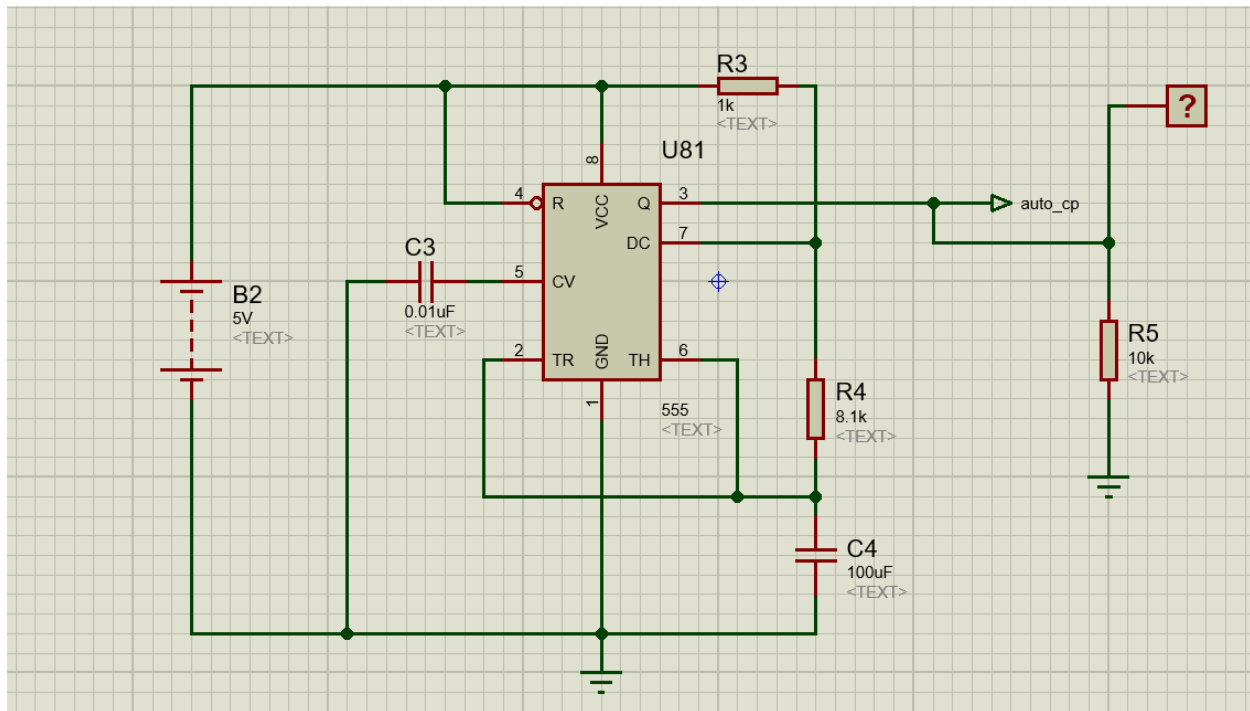 R3
1k
<TEXT>
?
U81
8
4
R
VCC
Q
3
auto_cp
DC
7
C3
0.01uF
<TEXT>
5
CV
B2
5V
<TEXT>
2
TR
GND
TH
6
1
555
<TEXT>
R4
8.1k
<TEXT>
R5
10k
<TEXT>
C4
100uF
<TEXT>